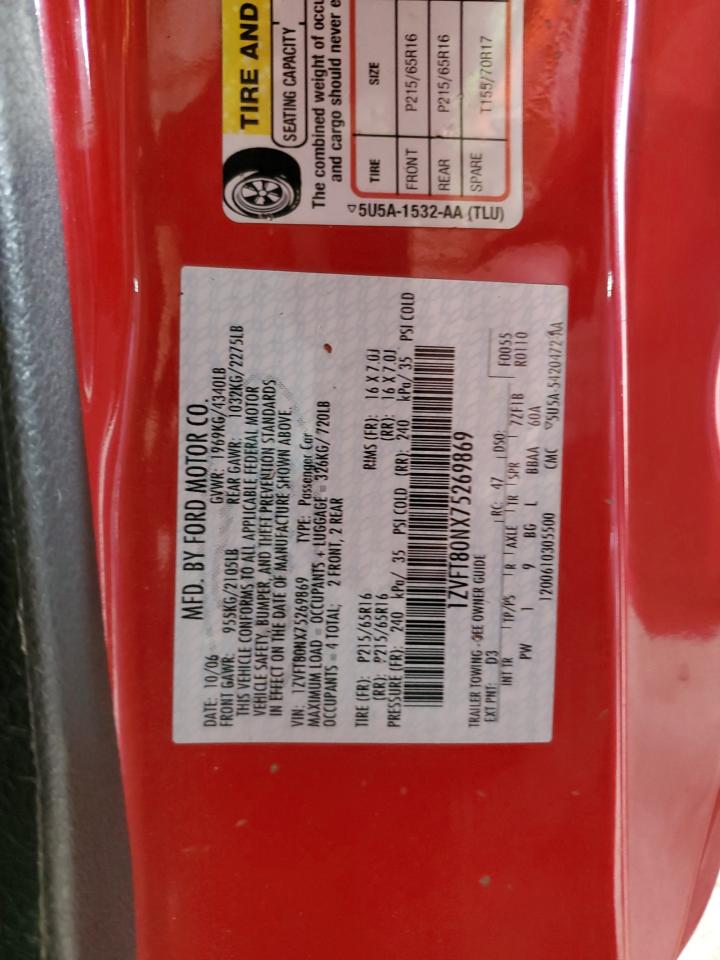 TIRE AND
SEATING CAPACITY
The combined weight of occu
and cargo should never e
TIRE SIZE
FRONT P215/65R16
REAR P215/65R16
SPARE T155/70R17
5U5A-1532-AA (TLU)
MFD. BY FORD MOTOR CO.
DATE: 10/06 GVWR: 1969KG/4340LB
FRONT GAWR: 955KG/2105LB REAR GAWR: 1032KG/2275LB
THIS VEHICLE CONFORMS TO ALL APPLICABLE FEDERAL MOTOR
VEHICLE SAFETY, BUMPER, AND THEFT PREVENTION STANDARDS
IN EFFECT ON THE DATE OF MANUFACTURE SHOWN ABOVE.
VIN: 1ZVFT80NX75269869 TYPE: Passenger Car
MAXIMUM LOAD = OCCUPANTS + LUGGAGE = 326KG/720LB
OCCUPANTS = 4 TOTAL; 2 FRONT, 2 REAR
TIRE (FR): P215/65R16 RIMS (FR): 16 X 7.0J
(RR): P215/65R16 (RR): 16 X 7.0J
PRESSURE (FR): 240 kPa/ 35 PSI COLD (RR): 240 kPa/ 35 PSI COLD
1ZVFT80NX75269869
TRAILER TOWING - SEE OWNER GUIDE
EXT PNT: D3 RC: 47 DSO: F0055
INT TR TP/PS R AXLE TR SPR 7ZF1B R0110
PW 1 9 BG L BBAA 60A
1200610305500 CMC 5U5A-5420472-AA